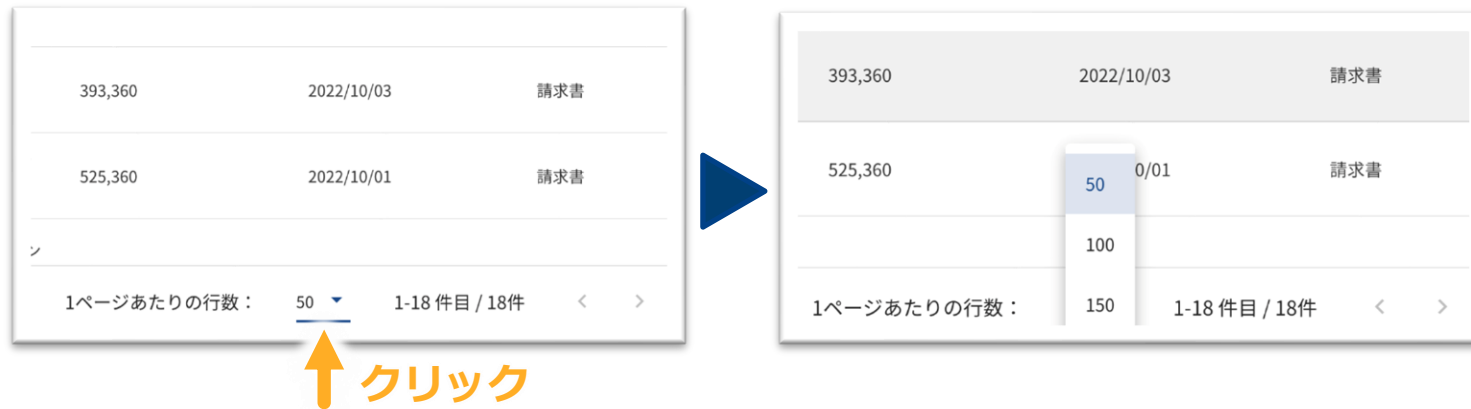 393,360 2022/10/03 請求書
525,360 2022/10/01 請求書
ン
1ページあたりの行数： 50 1-18 件目 / 18件
クリック
393,360 2022/10/03 請求書
525,360 0/01 請求書
50
100
150
1ページあたりの行数： 1-18 件目 / 18件